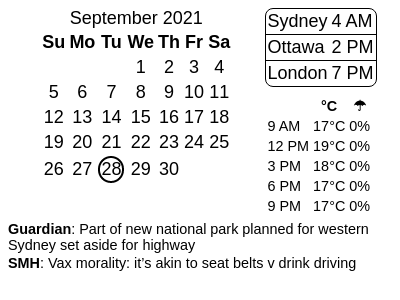 September 2021
Su Mo Tu We Th Fr Sa
1 2 3 4
5 6 7 8 9 10 11
12 13 14 15 16 17 18
19 20 21 22 23 24 25
26 27 28 29 30
Sydney 4 AM
Ottawa 2 PM
London 7 PM
°C ☂
9 AM 17°C 0%
12 PM 19°C 0%
3 PM 18°C 0%
6 PM 17°C 0%
9 PM 17°C 0%
Guardian: Part of new national park planned for western
Sydney set aside for highway
SMH: Vax morality: it’s akin to seat belts v drink driving